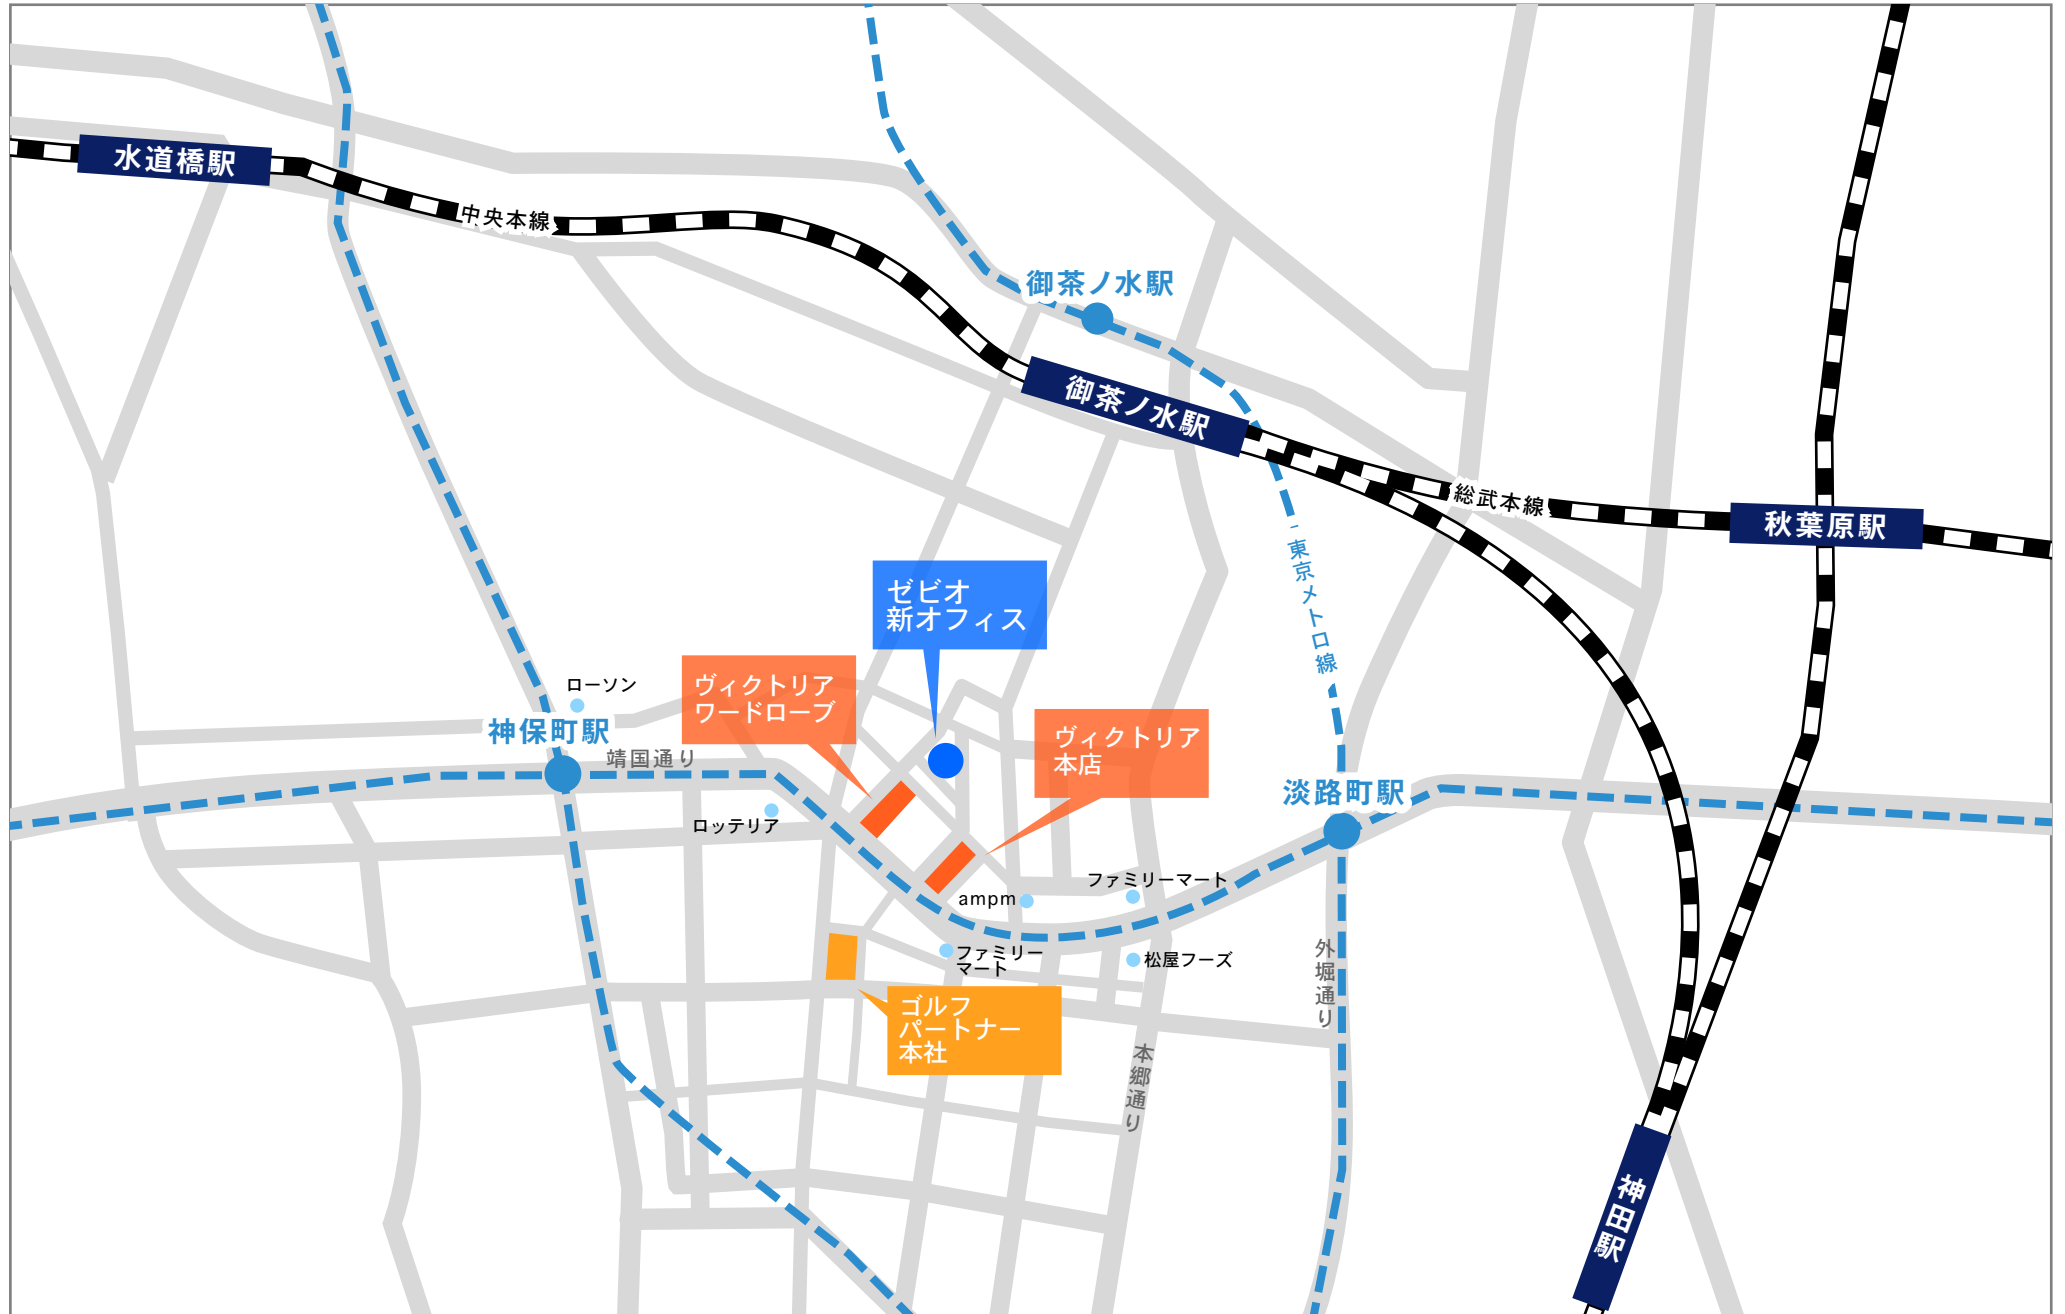 水道橋駅
中央本線
御茶ノ水駅
御茶ノ水駅
総武本線
秋葉原駅
東京メトロ線
ゼビオ
新オフィス
ヴィクトリア
ワードローブ
ローソン
神保町駅
靖国通り
ヴィクトリア
本店
淡路町駅
ロッテリア
ファミリーマート
ampm
ファミリー
マート
松屋フーズ
外堀通り
ゴルフ
パートナー
本社
本郷通り
神田駅